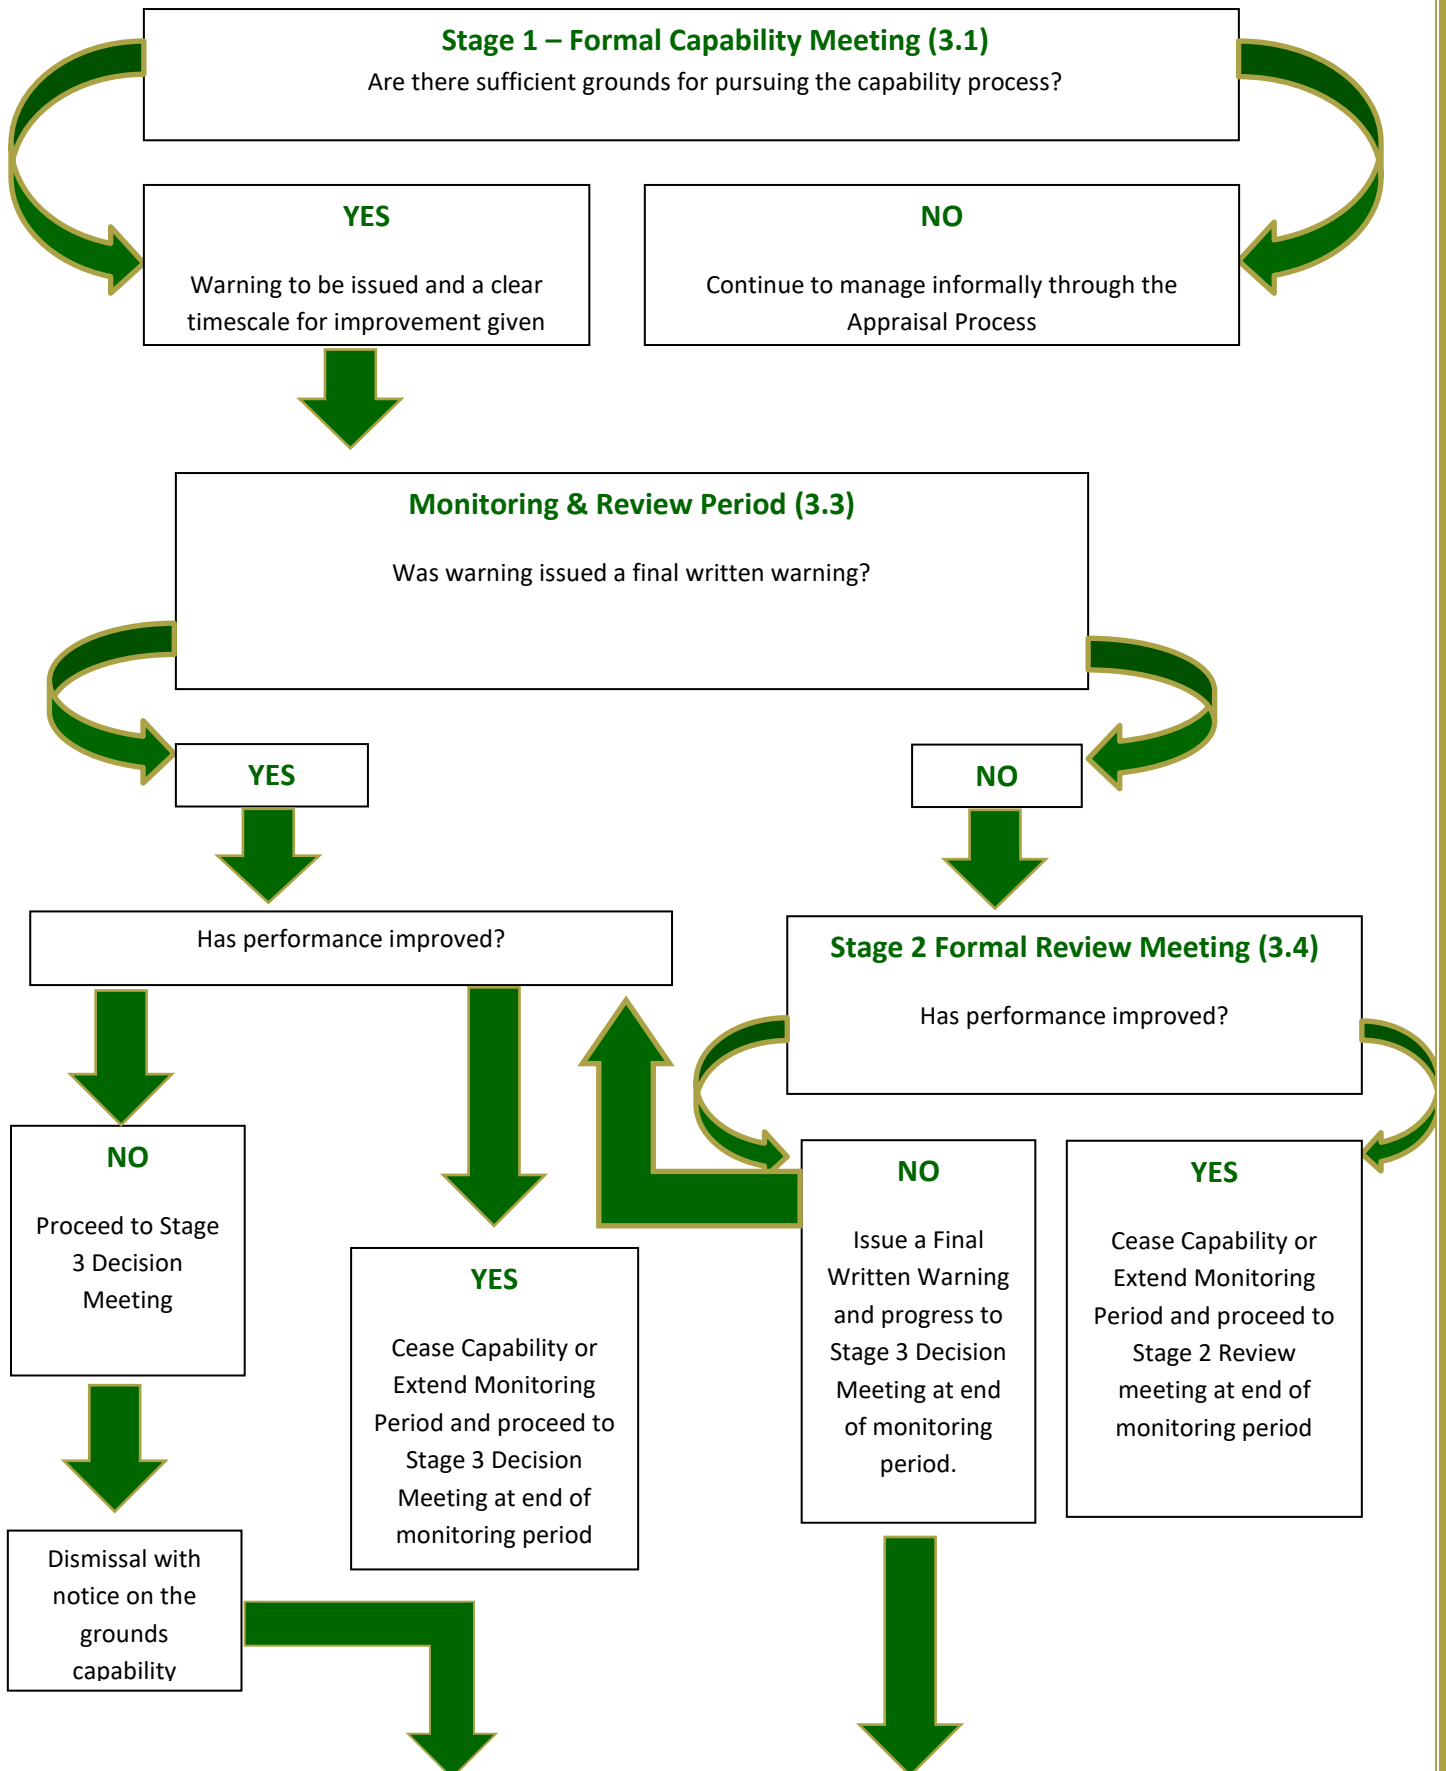 Stage 1 – Formal Capability Meeting (3.1)
Are there sufficient grounds for pursuing the capability process?
YES
Warning to be issued and a clear
timescale for improvement given
NO
Continue to manage informally through the
Appraisal Process
Monitoring & Review Period (3.3)
Was warning issued a final written warning?
YES
NO
Has performance improved?
Stage 2 Formal Review Meeting (3.4)
Has performance improved?
NO
Proceed to Stage
3 Decision
Meeting
YES
Cease Capability or
Extend Monitoring
Period and proceed to
Stage 3 Decision
Meeting at end of
monitoring period
NO
Issue a Final
Written Warning
and progress to
Stage 3 Decision
Meeting at end
of monitoring
period.
YES
Cease Capability or
Extend Monitoring
Period and proceed to
Stage 2 Review
meeting at end of
monitoring period
Dismissal with
notice on the
grounds
capability